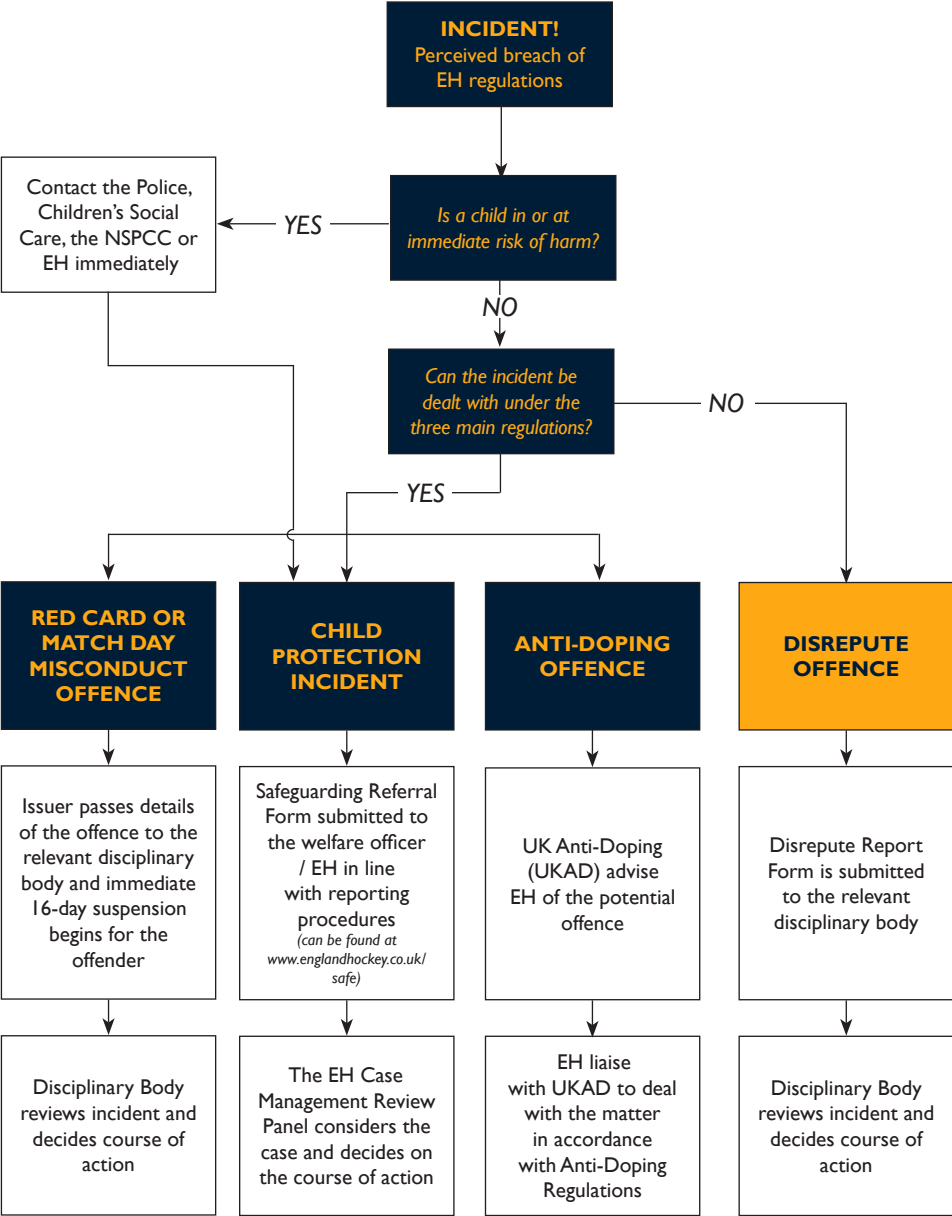 INCIDENT!
Perceived breach of
EH regulations
Contact the Police,
Children's Social
Care, the NSPCC or
EH immediately
YES
Is a child in or at
immediate risk of harm?
NO
Can the incident be
dealt with under the
three main regulations?
NO
YES
RED CARD OR
MATCH DAY
MISCONDUCT
OFFENCE
CHILD
PROTECTION
INCIDENT
ANTI-DOPING
OFFENCE
DISREPUTE
OFFENCE
Issuer passes details
of the offence to the
relevant disciplinary
body and immediate
16-day suspension
begins for the
offender
Safeguarding Referral
Form submitted to
the welfare officer
/ EH in line
with reporting
procedures
(can be found at
www.englandhockey.co.uk/
safe)
UK Anti-Doping
(UKAD) advise
EH of the potential
offence
Disrepute Report
Form is submitted
to the relevant
disciplinary body
Disciplinary Body
reviews incident and
decides course of
action
The EH Case
Management Review
Panel considers the
case and decides on
the course of action
EH liaise
with UKAD to deal
with the matter
in accordance
with Anti-Doping
Regulations
Disciplinary Body
reviews incident and
decides course of
action